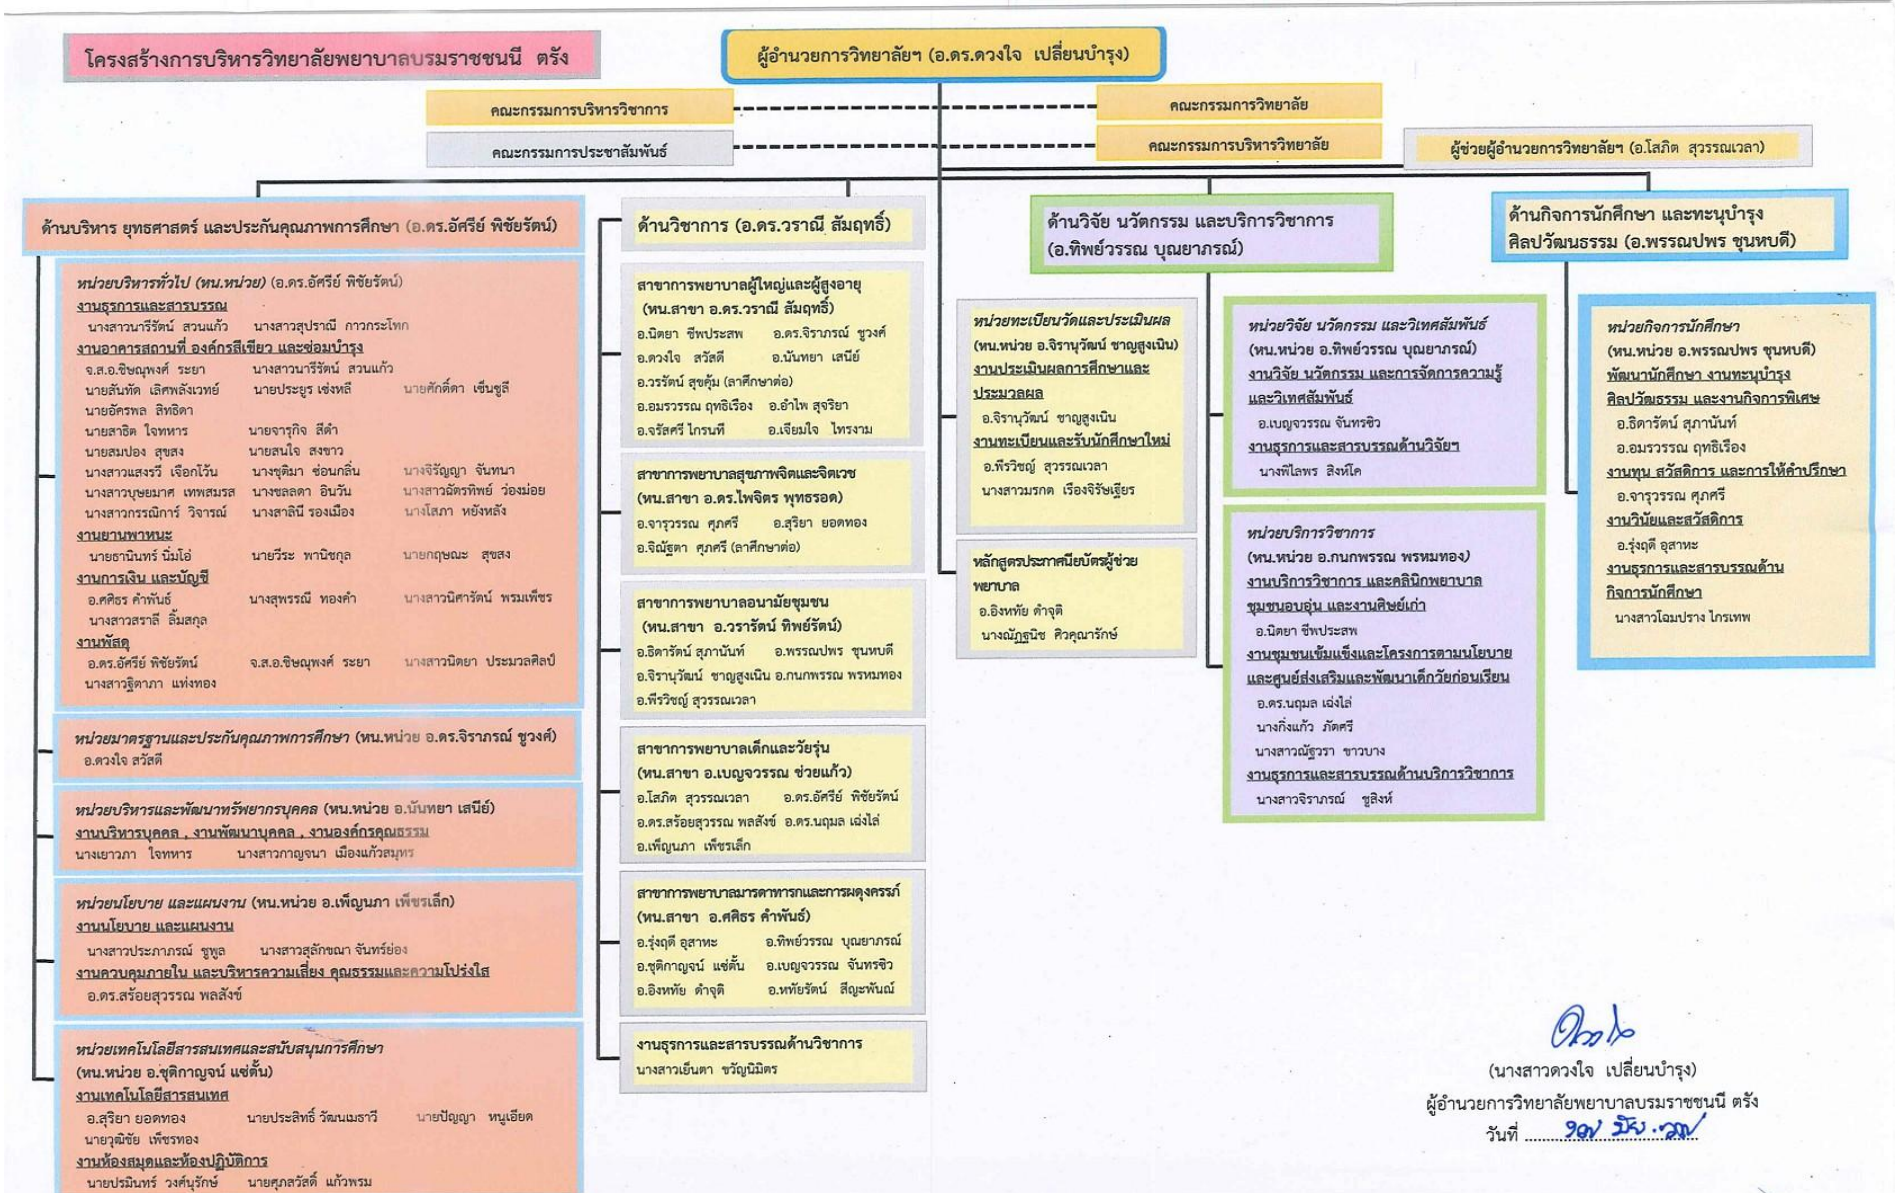 โครงสร้างการบริหารวิทยาลัยพยาบาลบรมราชชนนี ตรัง
ผู้อำนวยการวิทยาลัยฯ (อ.ดร.ดวงใจ เปลี่ยนบำรุง)
คณะกรรมการบริหารวิชาการ
คณะกรรมการวิทยาลัย
คณะกรรมการประชาสัมพันธ์
คณะกรรมการบริหารวิทยาลัย
ผู้ช่วยผู้อำนวยการวิทยาลัยฯ (อ.โสภิต สุวรรณเวลา)
ด้านบริหาร ยุทธศาสตร์ และประกันคุณภาพการศึกษา (อ.ดร.อัศรีย์ พิชัยรัตน์)
หน่วยบริหารทั่วไป (หน.หน่วย) (อ.ดร.อัศรีย์ พิชัยรัตน์)
งานธุรการและสารบรรณ
นางสาวนารีรัตน์ สวนแก้ว นางสาวสุปราณี กาวกระโทก
งานอาคารสถานที่ องค์กรสีเขียว และซ่อมบำรุง
จ.ส.อ.ชิษณุพงศ์ ระยา นางสาวนารีรัตน์ สวนแก้ว
นายสันทัด เลิศพลังเวทย์ นายประยูร เซ่งหลี นายศักดิ์ดา เซ็นชูลี
นายอัครพล สิทธิดา
นายสาธิต ใจทหาร นายจารุกิจ สีดำ
นายสมปอง สุขสง นายสนใจ สงขาว
นางสาวแสงรวี เจือกโว้น นางชุติมา ซ่อนกลิ่น นางจิรัญญา จันทนา
นางสาวบุษยมาศ เทพสมรส นางชลลดา อินวัน นางสาวฉัตรทิพย์ ว่องม่อย
นางสาวกรรณิการ์ วิจารณ์ นางสาลินี รองเมือง นางโสภา หยังหลัง
งานยานพาหนะ
นายธานินทร์ นิ่มโอ่ นายวีระ พานิชกุล นายกฤษณะ สุขสง
งานการเงิน และบัญชี
อ.ศศิธร คำพันธ์ นางสุพรรณี ทองคำ นางสาวนิศารัตน์ พรมเพ็ชร
นางสาวสราลี ลิ้มสกุล
งานพัสดุ
อ.ดร.อัศรีย์ พิชัยรัตน์ จ.ส.อ.ชิษณุพงศ์ ระยา นางสาวนิตยา ประมวลศิลป์
นางสาวฐิตาภา แท่งทอง
หน่วยมาตรฐานและประกันคุณภาพการศึกษา (หน.หน่วย อ.ดร.จิราภรณ์ ชูวงศ์)
อ.ดวงใจ สวัสดี
หน่วยบริหารและพัฒนาทรัพยากรบุคคล (หน.หน่วย อ.นันทยา เสนีย์)
งานบริหารบุคคล , งานพัฒนาบุคคล , งานองค์กรคุณธรรม
นางเยาวภา ใจทหาร นางสาวกาญจนา เมืองแก้วสมุทร
หน่วยนโยบาย และแผนงาน (หน.หน่วย อ.เพ็ญนภา เพ็ชรเล็ก)
งานนโยบาย และแผนงาน
นางสาวประภาภรณ์ ชูพูล นางสาวสุลักขณา จันทร์ย่อง
งานควบคุมภายใน และบริหารความเสี่ยง คุณธรรมและความโปร่งใส
อ.ดร.สร้อยสุวรรณ พลสังข์
หน่วยเทคโนโลยีสารสนเทศและสนับสนุนการศึกษา
(หน.หน่วย อ.ชุติกาญจน์ แซ่ตั้น)
งานเทคโนโลยีสารสนเทศ
อ.สุริยา ยอดทอง นายประสิทธิ์ วัฒนเมธาวี นายปัญญา หนูเอียด
นายวุฒิชัย เพ็ชรทอง
งานห้องสมุดและห้องปฏิบัติการ
นายปรมินทร์ วงศ์นุรักษ์ นายศุภสวัสดิ์ แก้วพรม
ด้านวิชาการ (อ.ดร.วราณี สัมฤทธิ์)
สาขาการพยาบาลผู้ใหญ่และผู้สูงอายุ
(หน.สาขา อ.ดร.วราณี สัมฤทธิ์)
อ.นิตยา ชีพประสพ อ.ดร.จิราภรณ์ ชูวงศ์
อ.ดวงใจ สวัสดี อ.นันทยา เสนีย์
อ.วรรัตน์ สุขคุ้ม (ลาศึกษาต่อ)
อ.อมรวรรณ ฤทธิเรือง อ.อำไพ สุจริยา
อ.จรัสศรี ไกรนที อ.เจียมใจ ไทรงาม
สาขาการพยาบาลสุขภาพจิตและจิตเวช
(หน.สาขา อ.ดร.ไพจิตร พุทธรอด)
อ.จารุวรรณ ศุภศรี อ.สุริยา ยอดทอง
อ.จิณัฐตา ศุภศรี (ลาศึกษาต่อ)
สาขาการพยาบาลอนามัยชุมชน
(หน.สาขา อ.วรารัตน์ ทิพย์รัตน์)
อ.ธิดารัตน์ สุภานันท์ อ.พรรณปพร ชุนหบดี
อ.จิรานุวัฒน์ ชาญสูงเนิน อ.กนกพรรณ พรหมทอง
อ.พีรวิชญ์ สุวรรณเวลา
สาขาการพยาบาลเด็กและวัยรุ่น
(หน.สาขา อ.เบญจวรรณ ช่วยแก้ว)
อ.โสภิต สุวรรณเวลา อ.ดร.อัศรีย์ พิชัยรัตน์
อ.ดร.สร้อยสุวรรณ พลสังข์ อ.ดร.นฤมล เฉ่งไล่
อ.เพ็ญนภา เพ็ชรเล็ก
สาขาการพยาบาลมารดาทารกและการผดุงครรภ์
(หน.สาขา อ.ศศิธร คำพันธ์)
อ.รุ่งฤดี อุสาหะ อ.ทิพย์วรรณ บุณยาภรณ์
อ.ชุติกาญจน์ แซ่ตั้น อ.เบญจวรรณ จันทรซิว
อ.อิงหทัย ดำจุติ อ.หทัยรัตน์ สีญะพันณ์
งานธุรการและสารบรรณด้านวิชาการ
นางสาวเย็นตา ขวัญนิมิตร
หน่วยทะเบียนวัดและประเมินผล
(หน.หน่วย อ.จิรานุวัฒน์ ชาญสูงเนิน)
งานประเมินผลการศึกษาและ
ประมวลผล
อ.จิรานุวัฒน์ ชาญสูงเนิน
งานทะเบียนและรับนักศึกษาใหม่
อ.พีรวิชญ์ สุวรรณเวลา
นางสาวมรกต เรืองจิรัษเฐียร
หลักสูตรประกาศนียบัตรผู้ช่วย
พยาบาล
อ.อิงหทัย ดำจุติ
นางณัฏฐนิช ศิวคุณารักษ์
ด้านวิจัย นวัตกรรม และบริการวิชาการ
(อ.ทิพย์วรรณ บุณยาภรณ์)
หน่วยวิจัย นวัตกรรม และวิเทศสัมพันธ์
(หน.หน่วย อ.ทิพย์วรรณ บุณยาภรณ์)
งานวิจัย นวัตกรรม และการจัดการความรู้
และวิเทศสัมพันธ์
อ.เบญจวรรณ จันทรซิว
งานธุรการและสารบรรณด้านวิจัยฯ
นางพิไลพร สิงห์โค
หน่วยบริการวิชาการ
(หน.หน่วย อ.กนกพรรณ พรหมทอง)
งานบริการวิชาการ และคลินิกพยาบาล
ชุมชนอบอุ่น และงานศิษย์เก่า
อ.นิตยา ชีพประสพ
งานชุมชนเข้มแข็งและโครงการตามนโยบาย
และศูนย์ส่งเสริมและพัฒนาเด็กวัยก่อนเรียน
อ.ดร.นฤมล เฉ่งไล่
นางกิ่งแก้ว ภัตศรี
นางสาวณัฐวรา ขาวบาง
งานธุรการและสารบรรณด้านบริการวิชาการ
นางสาวจิราภรณ์ ชูสิงห์
ด้านกิจการนักศึกษา และทะนุบำรุง
ศิลปวัฒนธรรม (อ.พรรณปพร ชุนหบดี)
หน่วยกิจการนักศึกษา
(หน.หน่วย อ.พรรณปพร ชุนหบดี)
พัฒนานักศึกษา งานทะนุบำรุง
ศิลปวัฒธรรม และงานกิจการพิเศษ
อ.ธิดารัตน์ สุภานันท์
อ.อมรวรรณ ฤทธิเรือง
งานทุน สวัสดิการ และการให้คำปรึกษา
อ.จารุวรรณ ศุภศรี
งานวินัยและสวัสดิการ
อ.รุ่งฤดี อุสาหะ
งานธุรการและสารบรรณด้าน
กิจการนักศึกษา
นางสาวโฉมปราง ไกรเทพ
(นางสาวดวงใจ เปลี่ยนบำรุง)
ผู้อำนวยการวิทยาลัยพยาบาลบรมราชชนนี ตรัง
วันที่